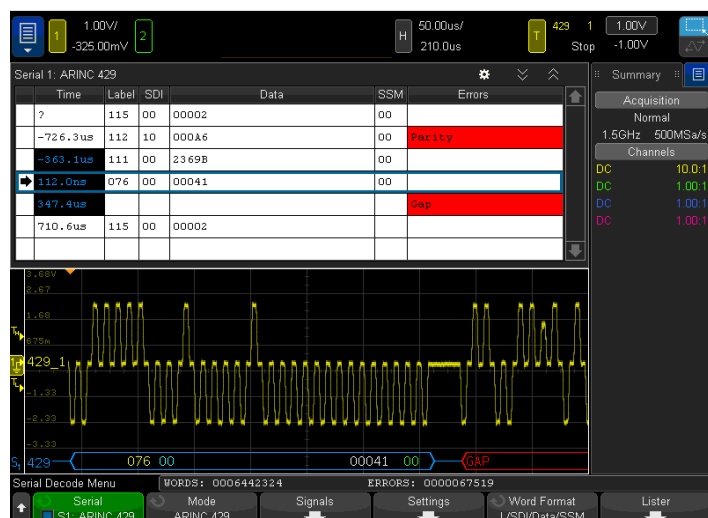 1 1.00V/ -325.00mV 2 H 50.00us/ 210.0us T 429 1 Stop 1.00V -1.00V
Serial 1: ARINC 429
Time Label SDI Data SSM Errors
? 115 00 00002 00
-726.3us 112 10 000A6 00 Parity
-363.1us 111 00 2369B 00
112.0ns 076 00 00041 00
347.4us Gap
710.6us 115 00 00002
Summary
Acquisition
Normal
1.5GHz 500MSa/s
Channels
DC 10.0:1
DC 1.00:1
DC 1.00:1
DC 1.00:1
3.68V
2.67
1.68
675m
429_1
-1.33
-2.33
-3.33
S1 429 076 00 00041 00 GAP
Serial Decode Menu WORDS: 0006442324 ERRORS: 0000067519
Serial Mode Signals Settings Word Format Lister
S1: ARINC 429 ARINC 429 L/SDI/Data/SSM